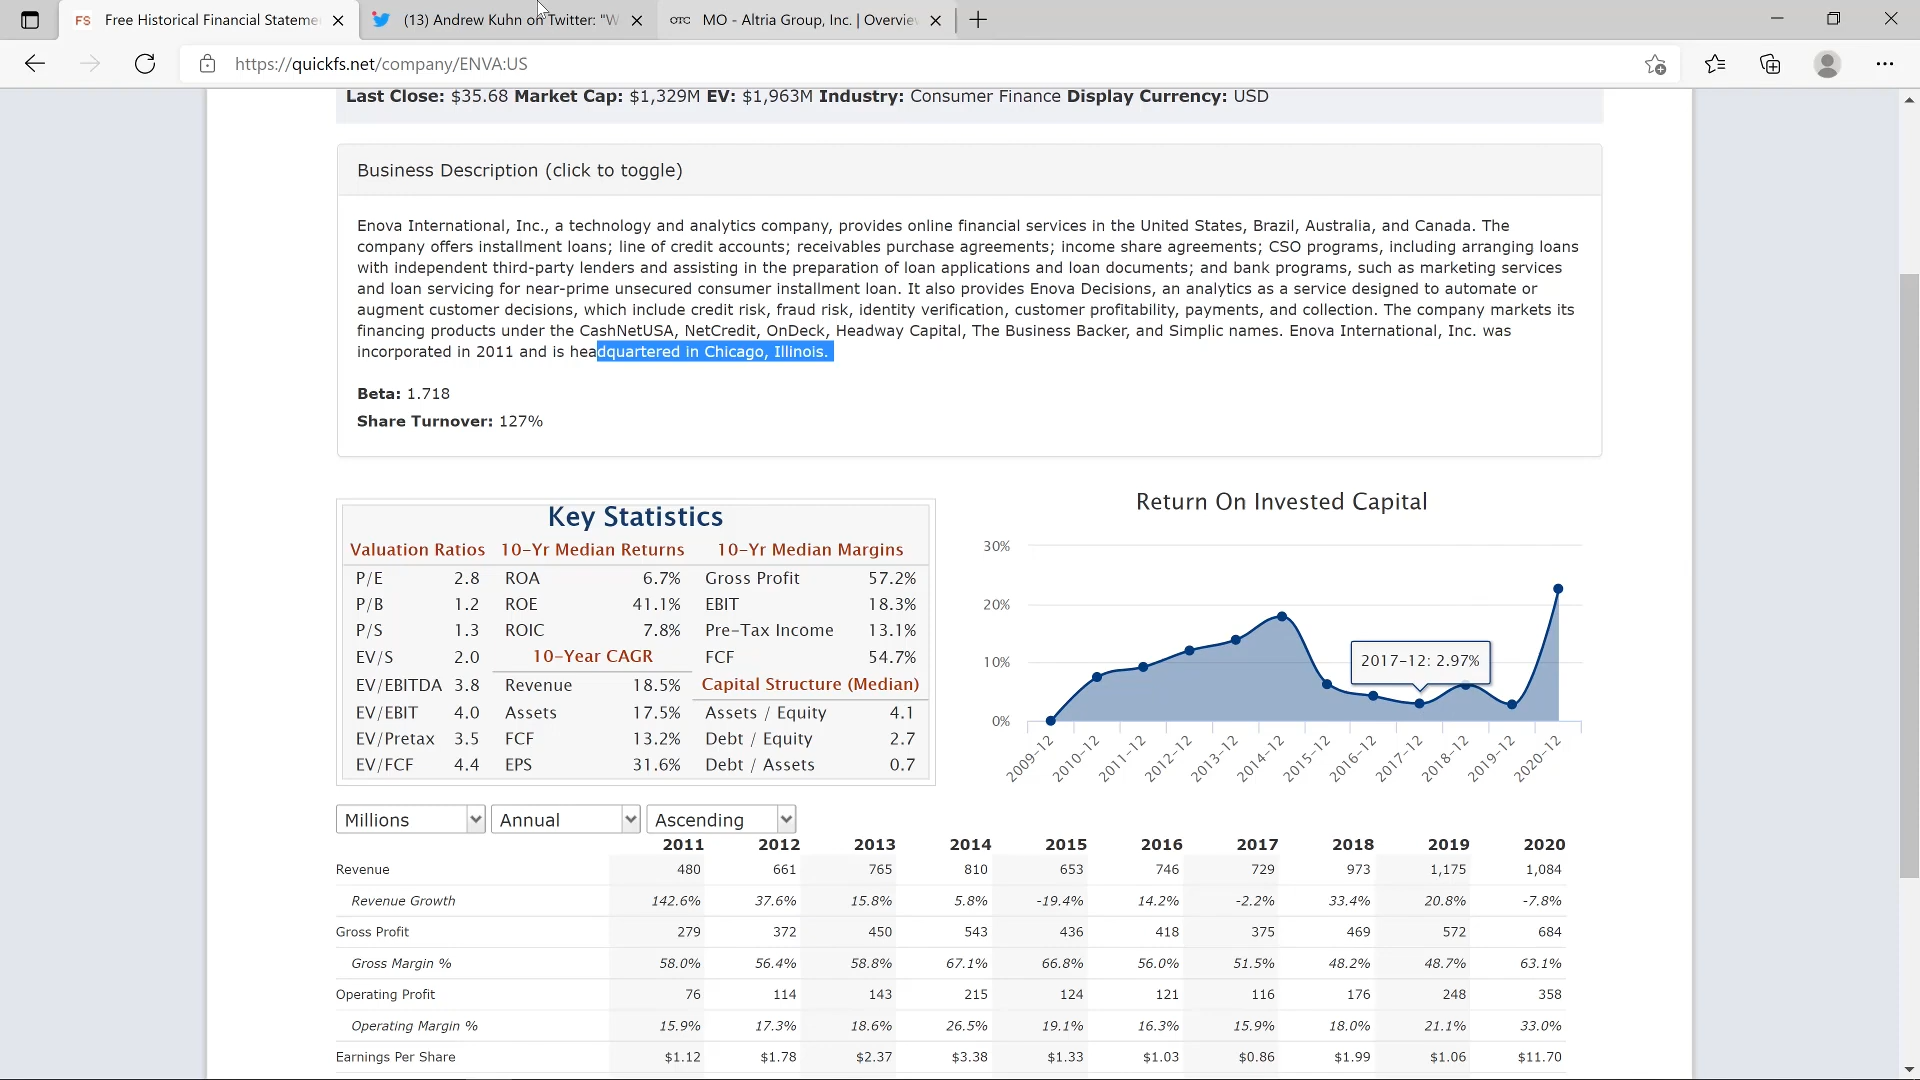 Free Historical Financial Stateme
(13) Andrew Kuhn on Twitter: "W
OTC MO - Altria Group, Inc. | Overvie
https://quickfs.net/company/ENVA:US
Last Close: $35.68 Market Cap: $1,329M EV: $1,963M Industry: Consumer Finance Display Currency: USD
Business Description (click to toggle)
Enova International, Inc., a technology and analytics company, provides online financial services in the United States, Brazil, Australia, and Canada. The
company offers installment loans; line of credit accounts; receivables purchase agreements; income share agreements; CSO programs, including arranging loans
with independent third-party lenders and assisting in the preparation of loan applications and loan documents; and bank programs, such as marketing services
and loan servicing for near-prime unsecured consumer installment loan. It also provides Enova Decisions, an analytics as a service designed to automate or
augment customer decisions, which include credit risk, fraud risk, identity verification, customer profitability, payments, and collection. The company markets its
financing products under the CashNetUSA, NetCredit, OnDeck, Headway Capital, The Business Backer, and Simplic names. Enova International, Inc. was
incorporated in 2011 and is headquartered in Chicago, Illinois.
Beta: 1.718
Share Turnover: 127%
Key Statistics
Valuation Ratios 10-Yr Median Returns 10-Yr Median Margins
P/E 2.8 ROA 6.7% Gross Profit 57.2%
P/B 1.2 ROE 41.1% EBIT 18.3%
P/S 1.3 ROIC 7.8% Pre-Tax Income 13.1%
EV/S 2.0 10-Year CAGR FCF 54.7%
EV/EBITDA 3.8 Revenue 18.5% Capital Structure (Median)
EV/EBIT 4.0 Assets 17.5% Assets / Equity 4.1
EV/Pretax 3.5 FCF 13.2% Debt / Equity 2.7
EV/FCF 4.4 EPS 31.6% Debt / Assets 0.7
Return On Invested Capital
30%
20%
10%
0%
2017-12: 2.97%
2009-12 2010-12 2011-12 2012-12 2013-12 2014-12 2015-12 2016-12 2017-12 2018-12 2019-12 2020-12
Millions Annual Ascending
2011 2012 2013 2014 2015 2016 2017 2018 2019 2020
Revenue 480 661 765 810 653 746 729 973 1,175 1,084
Revenue Growth 142.6% 37.6% 15.8% 5.8% -19.4% 14.2% -2.2% 33.4% 20.8% -7.8%
Gross Profit 279 372 450 543 436 418 375 469 572 684
Gross Margin % 58.0% 56.4% 58.8% 67.1% 66.8% 56.0% 51.5% 48.2% 48.7% 63.1%
Operating Profit 76 114 143 215 124 121 116 176 248 358
Operating Margin % 15.9% 17.3% 18.6% 26.5% 19.1% 16.3% 15.9% 18.0% 21.1% 33.0%
Earnings Per Share $1.12 $1.78 $2.37 $3.38 $1.33 $1.03 $0.86 $1.99 $1.06 $11.70